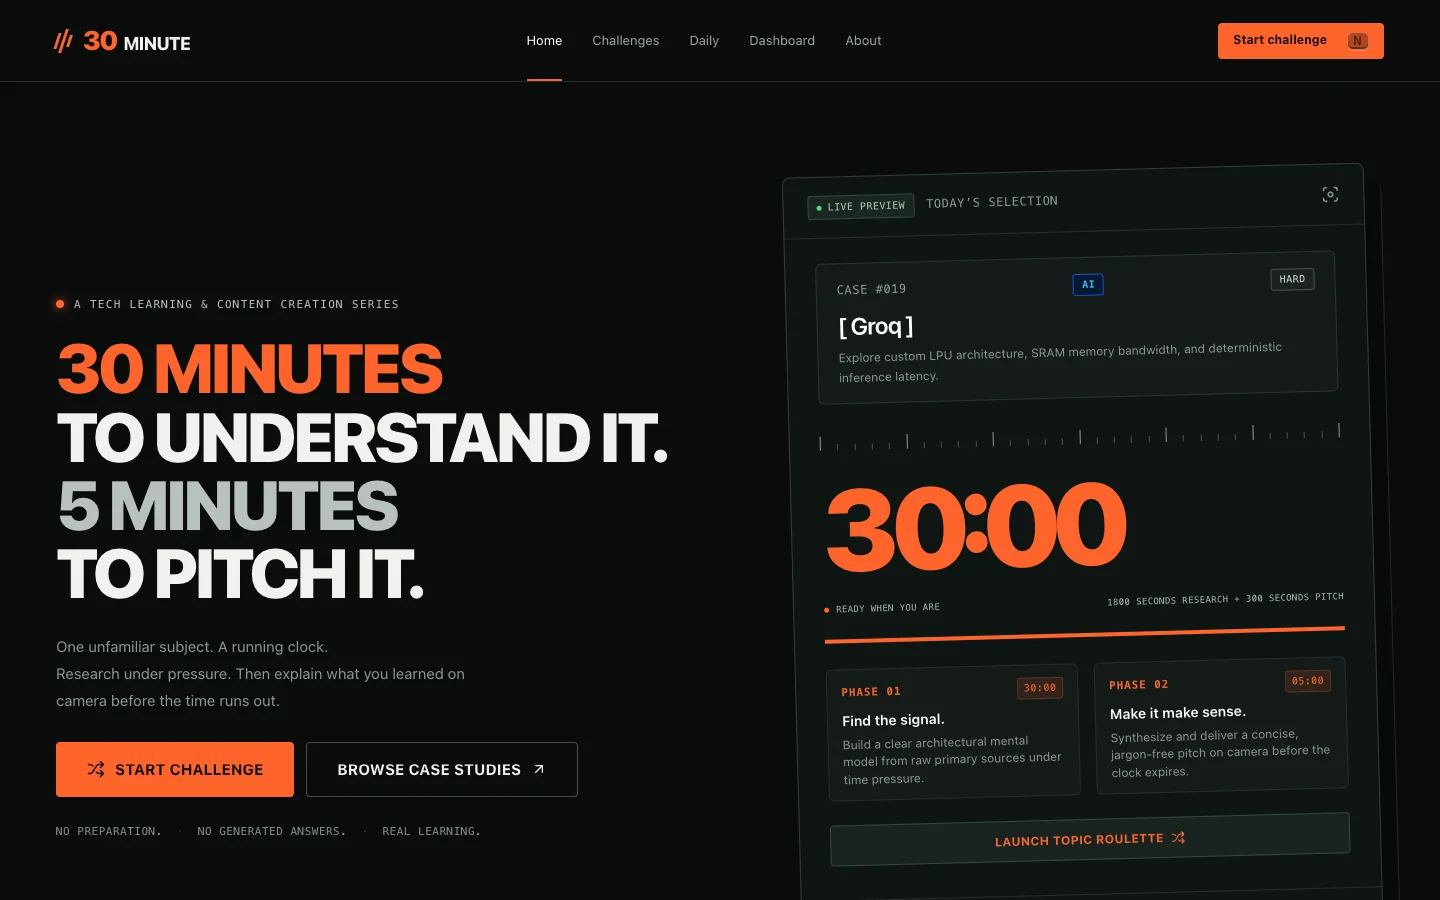 30 MINUTE
Home
Challenges
Daily
Dashboard
About
Start challenge N
A TECH LEARNING & CONTENT CREATION SERIES
30 MINUTES
TO UNDERSTAND IT.
5 MINUTES
TO PITCH IT.
One unfamiliar subject. A running clock.
Research under pressure. Then explain what you learned on
camera before the time runs out.
START CHALLENGE
BROWSE CASE STUDIES
NO PREPARATION. · NO GENERATED ANSWERS. · REAL LEARNING.
LIVE PREVIEW TODAY’S SELECTION
CASE #019
AI
HARD
[Groq]
Explore custom LPU architecture, SRAM memory bandwidth, and deterministic
inference latency.
30:00
READY WHEN YOU ARE
1800 SECONDS RESEARCH + 300 SECONDS PITCH
PHASE 01
30:00
Find the signal.
Build a clear architectural mental
model from raw primary sources under
time pressure.
PHASE 02
05:00
Make it make sense.
Synthesize and deliver a concise,
jargon-free pitch on camera before the
clock expires.
LAUNCH TOPIC ROULETTE